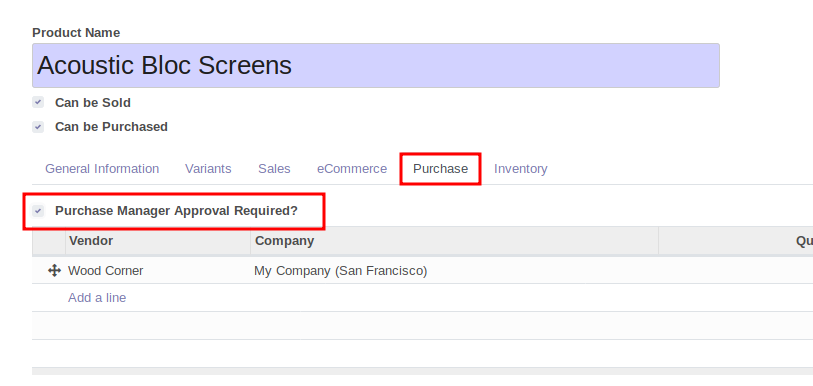 Product Name
Acoustic Bloc Screens
Can be Sold
Can be Purchased
General Information Variants Sales eCommerce Purchase Inventory
Purchase Manager Approval Required?
Vendor Company Qu
Wood Corner My Company (San Francisco)
Add a line